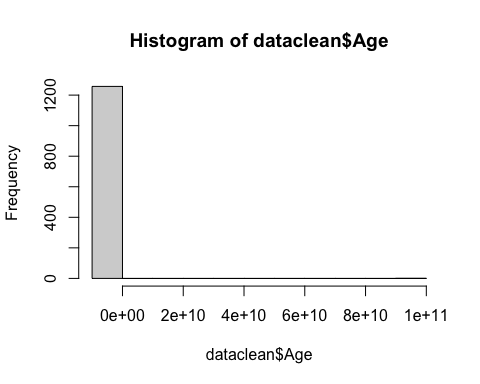 Histogram of dataclean$Age
Frequency
1200
800
400
0
0e+00 2e+10 4e+10 6e+10 8e+10 1e+11
dataclean$Age